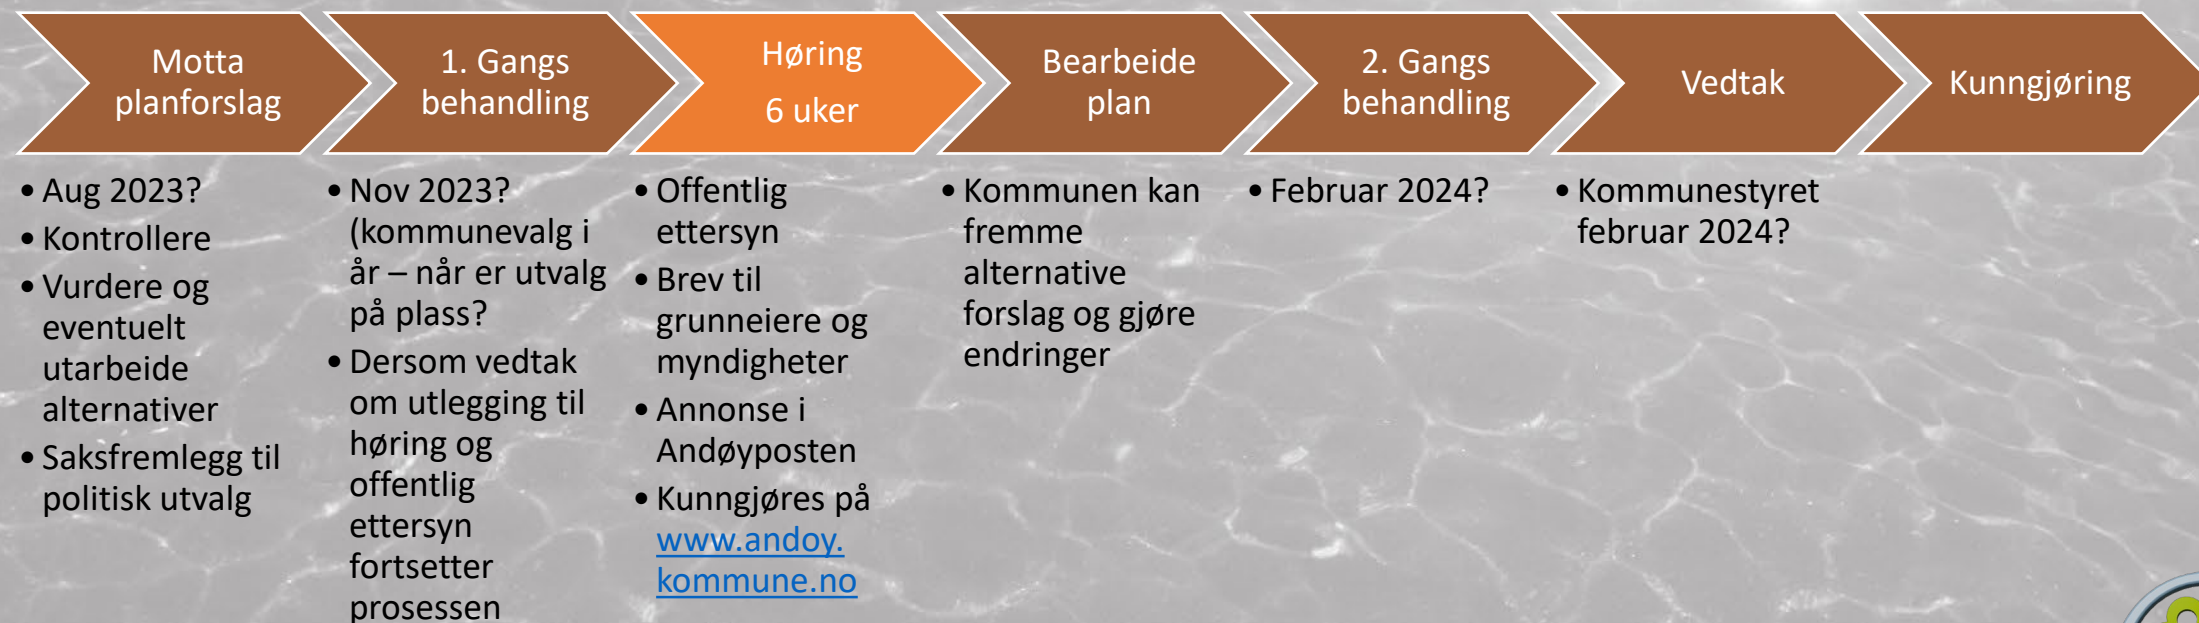 Motta
planforslag
1. Gangs
behandling
Høring
6 uker
Bearbeide
plan
2. Gangs
behandling
Vedtak
Kunngjøring
• Aug 2023?
• Kontrollere
• Vurdere og
eventuelt
utarbeide
alternativer
• Saksfremlegg til
politisk utvalg
• Nov 2023?
(kommunevalg i
år – når er utvalg
på plass?
• Dersom vedtak
om utlegging til
høring og
offentlig
ettersyn
fortsetter
prosessen
• Offentlig
ettersyn
• Brev til
grunneiere og
myndigheter
• Annonse i
Andøyposten
• Kunngjøres på
www.andoy.
kommune.no
• Kommunen kan
fremme
alternative
forslag og gjøre
endringer
• Februar 2024?
• Kommunestyret
februar 2024?